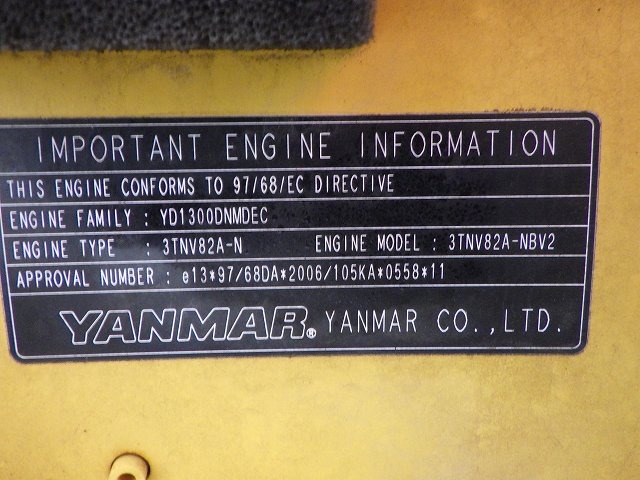 IMPORTANT ENGINE INFORMATION
THIS ENGINE CONFORMS TO 97/68/EC DIRECTIVE
ENGINE FAMILY : YD1300DNMDEC
ENGINE TYPE : 3TNV82A-N ENGINE MODEL : 3TNV82A-NBV2
APPROVAL NUMBER : e13*97/68DA*2006/105KA*0558*11
YANMAR® YANMAR CO.,LTD.